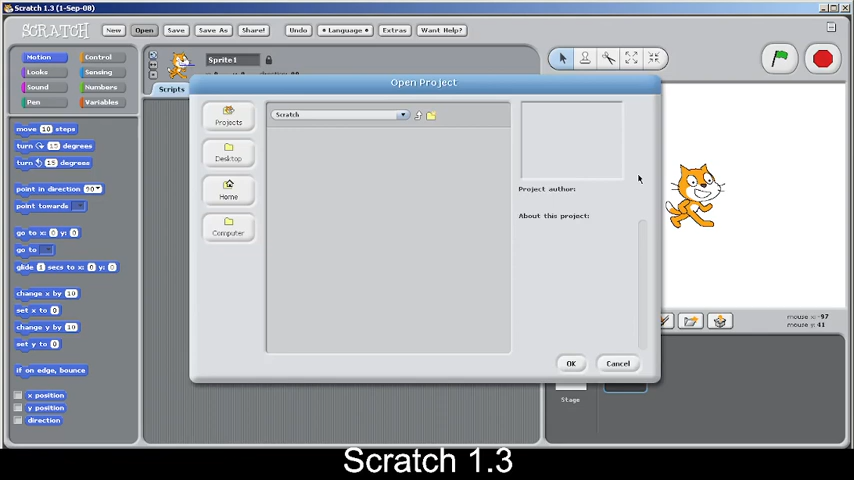 Scratch 1.3 (1-Sep-08)
SCRATCH
New Open Save Save As Share! Undo Language Extras Want Help?
Motion Control
Looks Sensing
Sound Numbers
Pen Variables
Sprite1
Scripts
Open Project
Projects
Desktop
Home
Computer
Scratch
Project author:
About this project:
OK Cancel
move 10 steps
turn 15 degrees
turn 15 degrees
point in direction 90
point towards
go to x: 0 y: 0
go to
glide 1 secs to x: 0 y: 0
change x by 10
set x to 0
change y by 10
set y to 0
if on edge, bounce
x position
y position
direction
mouse x: -97
mouse y: 41
Stage
Scratch 1.3